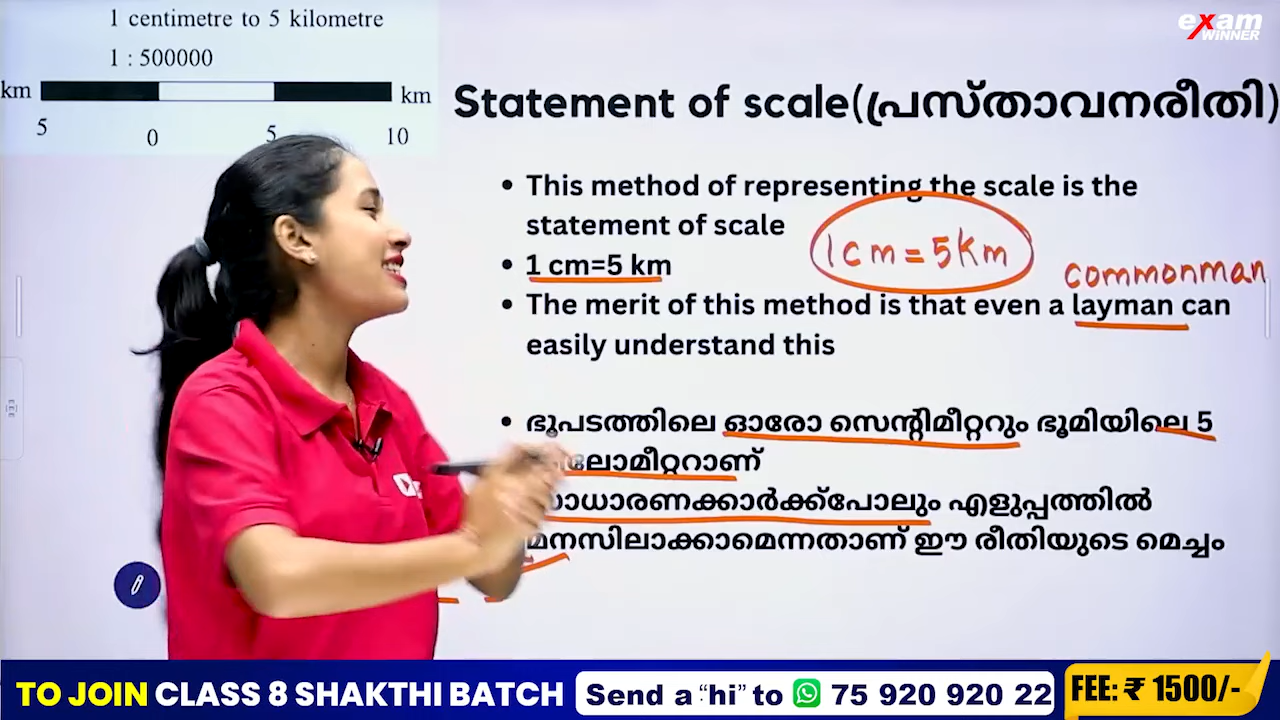 1 centimetre to 5 kilometre
1 : 500000
km
km
5
0
5
10
exam
WINNER
Statement of scale(പ്രസ്താവനരീതി)
• This method of representing the scale is the
statement of scale
1cm=5km
• 1 cm=5 km
commonman
• The merit of this method is that even a layman can
easily understand this
• ഭൂപടത്തിലെ ഓരോ സെന്റിമീറ്ററും ഭൂമിയിലെ 5
സാധാരണക്കാർക്ക്പോലും എളുപ്പത്തിൽ
മനസിലാക്കാമെന്നതാണ് ഈ രീതിയുടെ മെച്ചം
TO JOIN CLASS 8 SHAKTHI BATCH
Send a “hi” to 75 920 920 22
FEE: ₹ 1500/-